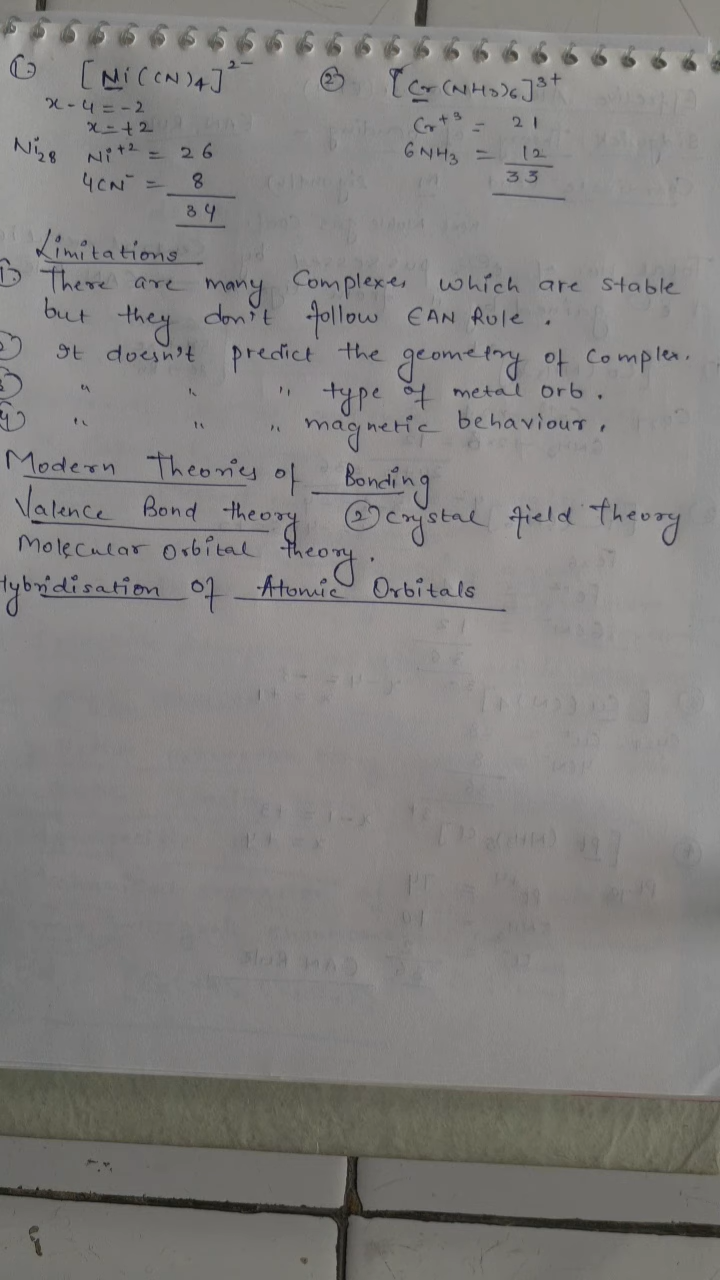 ① [Ni(CN)4]²⁻ ② [Cr(NH3)6]³⁺
x-4=-2 Cr⁺³ = 21
x=+2 6NH3 = 12
Ni28 Ni⁺² = 26 33
4CN⁻ = 8
34
Limitations
① There are many Complexes which are stable
but they don't follow EAN Rule.
② It doesn't predict the geometry of Complex.
③ " " " type of metal orb.
④ " " " magnetic behaviour.
Modern Theories of Bonding
Valence Bond theory ② Crystal field Theory
Molecular Orbital theory.
Hybridisation of Atomic Orbitals